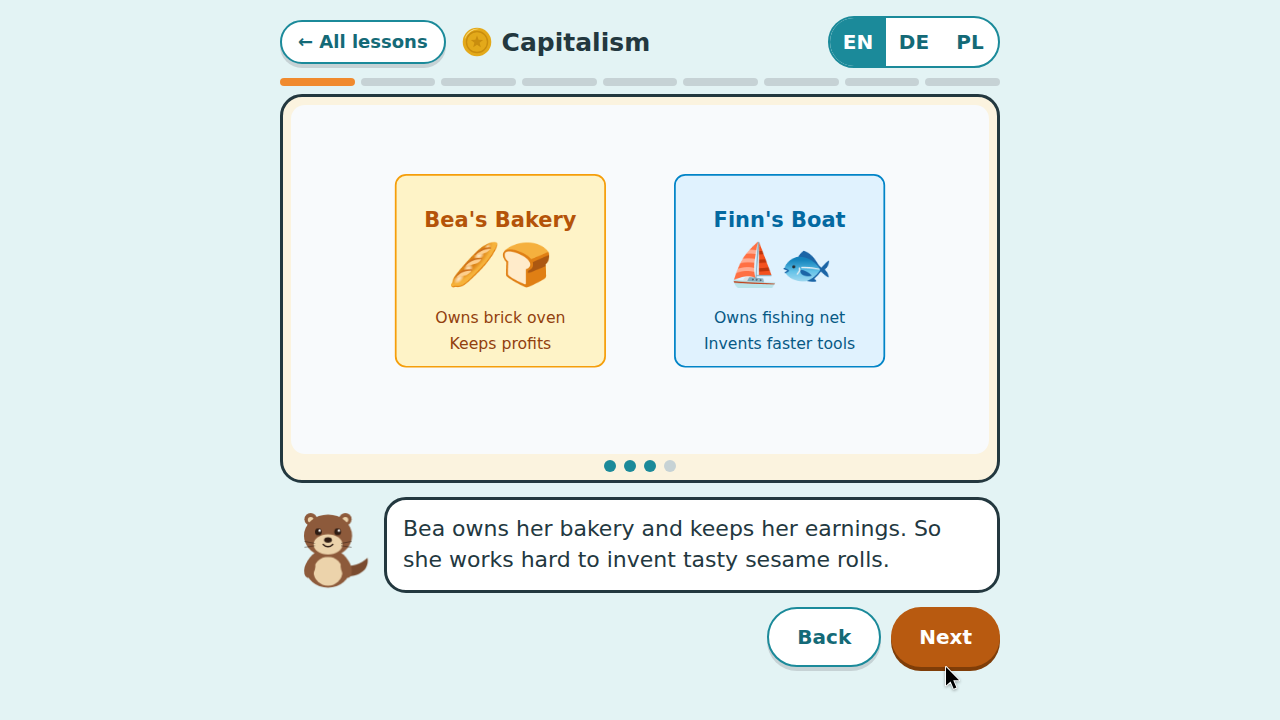 ← All lessons
Capitalism
EN DE PL
Bea's Bakery
Owns brick oven
Keeps profits
Finn's Boat
Owns fishing net
Invents faster tools
Bea owns her bakery and keeps her earnings. So
she works hard to invent tasty sesame rolls.
Back
Next